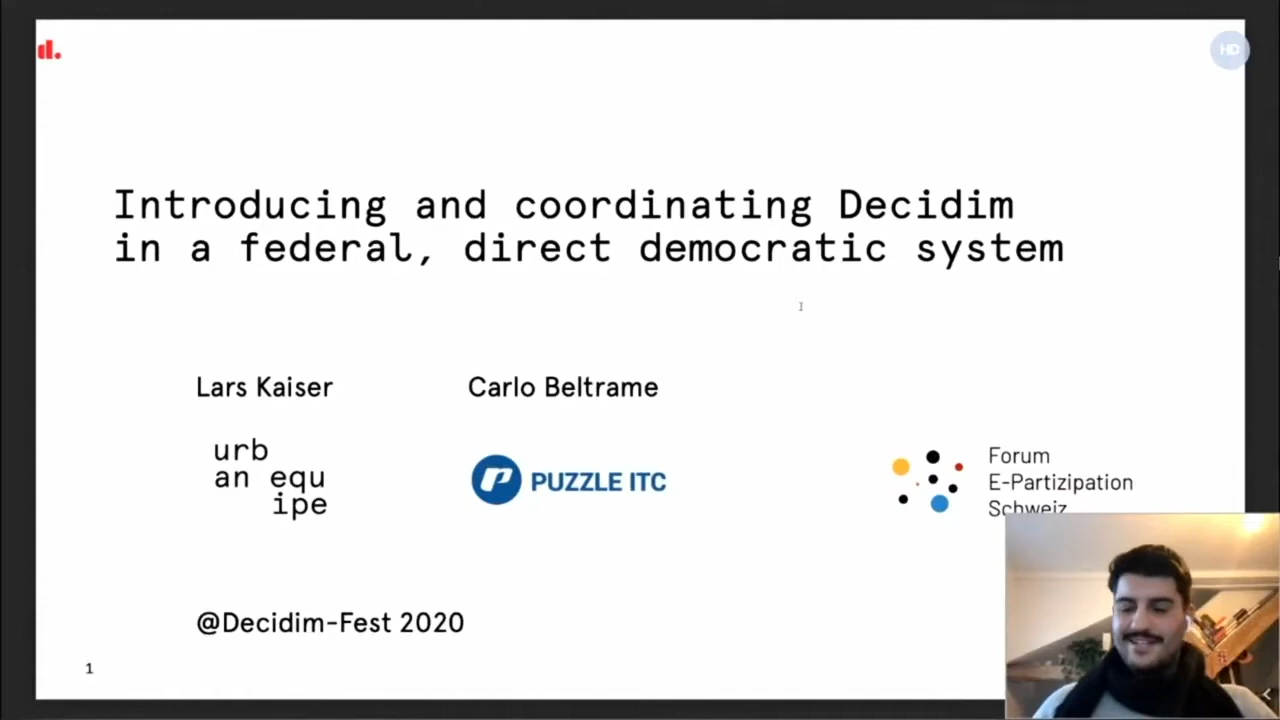 d.
HD
Introducing and coordinating Decidim
in a federal, direct democratic system
Lars Kaiser
Carlo Beltrame
urb
an equ
ipe
PUZZLE ITC
Forum
E-Partizipation
Schweiz
@Decidim-Fest 2020
1